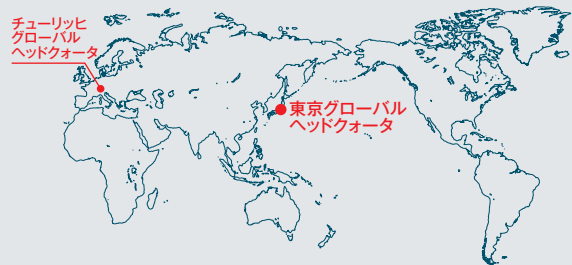 チューリッヒ
グローバル
ヘッドクォータ
東京グローバル
ヘッドクォータ